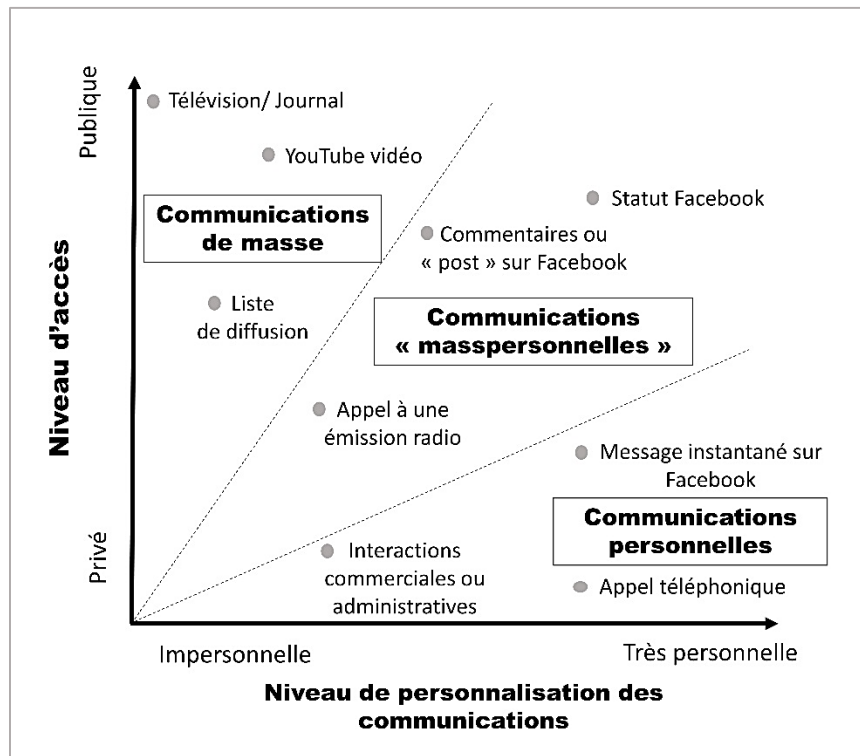 Publique
Télévision/ Journal
YouTube vidéo
Communications
de masse
Statut Facebook
Commentaires ou
« post » sur Facebook
Niveau d’accès
Liste
de diffusion
Communications
« masspersonnelles »
Appel à une
émission radio
Message instantané sur
Facebook
Communications
personnelles
Privé
Interactions
commerciales ou
administratives
Appel téléphonique
Impersonnelle
Très personnelle
Niveau de personnalisation des
communications